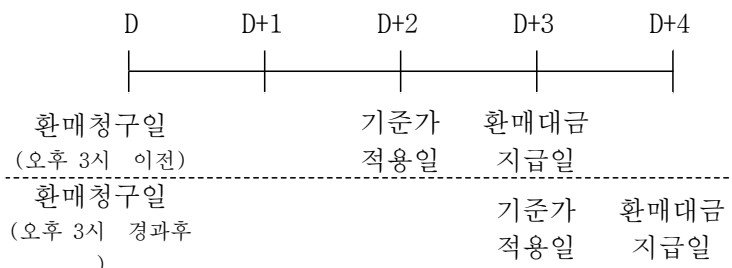 D D+1 D+2 D+3 D+4
환매청구일 기준가 환매대금
(오후 3시 이전) 적용일 지급일
환매청구일 기준가 환매대금
(오후 3시 경과후 적용일 지급일
)